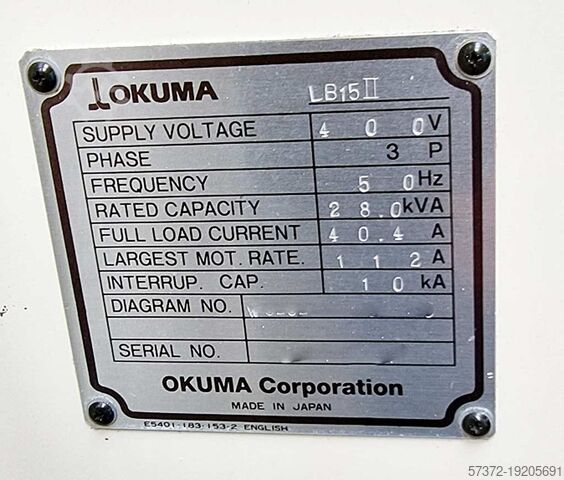 OKUMA LB15II
SUPPLY VOLTAGE 400V
PHASE 3 P
FREQUENCY 50Hz
RATED CAPACITY 28.0kVA
FULL LOAD CURRENT 40.4 A
LARGEST MOT. RATE. 112A
INTERRUP. CAP. 10 kA
DIAGRAM NO.
SERIAL NO.
OKUMA Corporation
MADE IN JAPAN
E5401-183-153-2 ENGLISH
57372-19205691